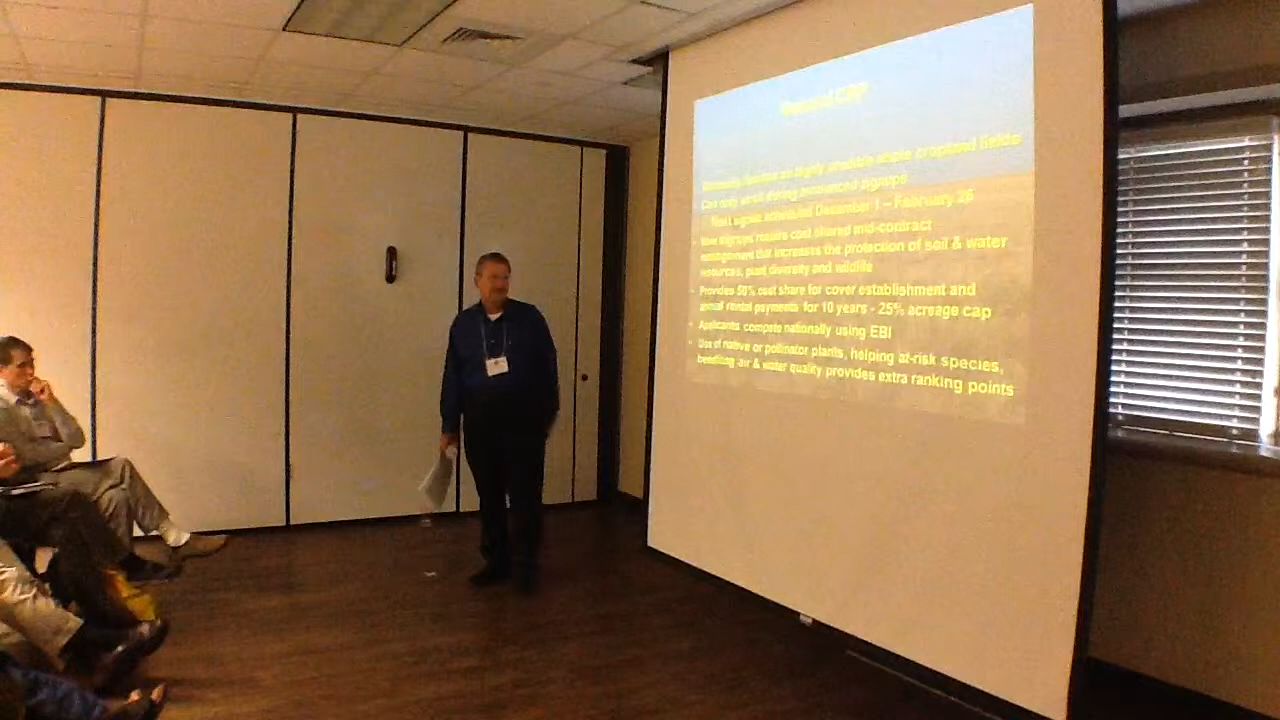 General CRP
as highly erodible whole cropland fields
Can only enroll during announced signups
Next signup scheduled December 1 – February 26
New signups require cost shared mid-contract
management that increases the protection of soil & water
resources, plant diversity and wildlife
Provides 50% cost share for cover establishment and
annual rental payments for 10 years - 25% acreage cap
Applicants compete nationally using EBI
Use of native or pollinator plants, helping at-risk species,
benefiting air & water quality provides extra ranking points